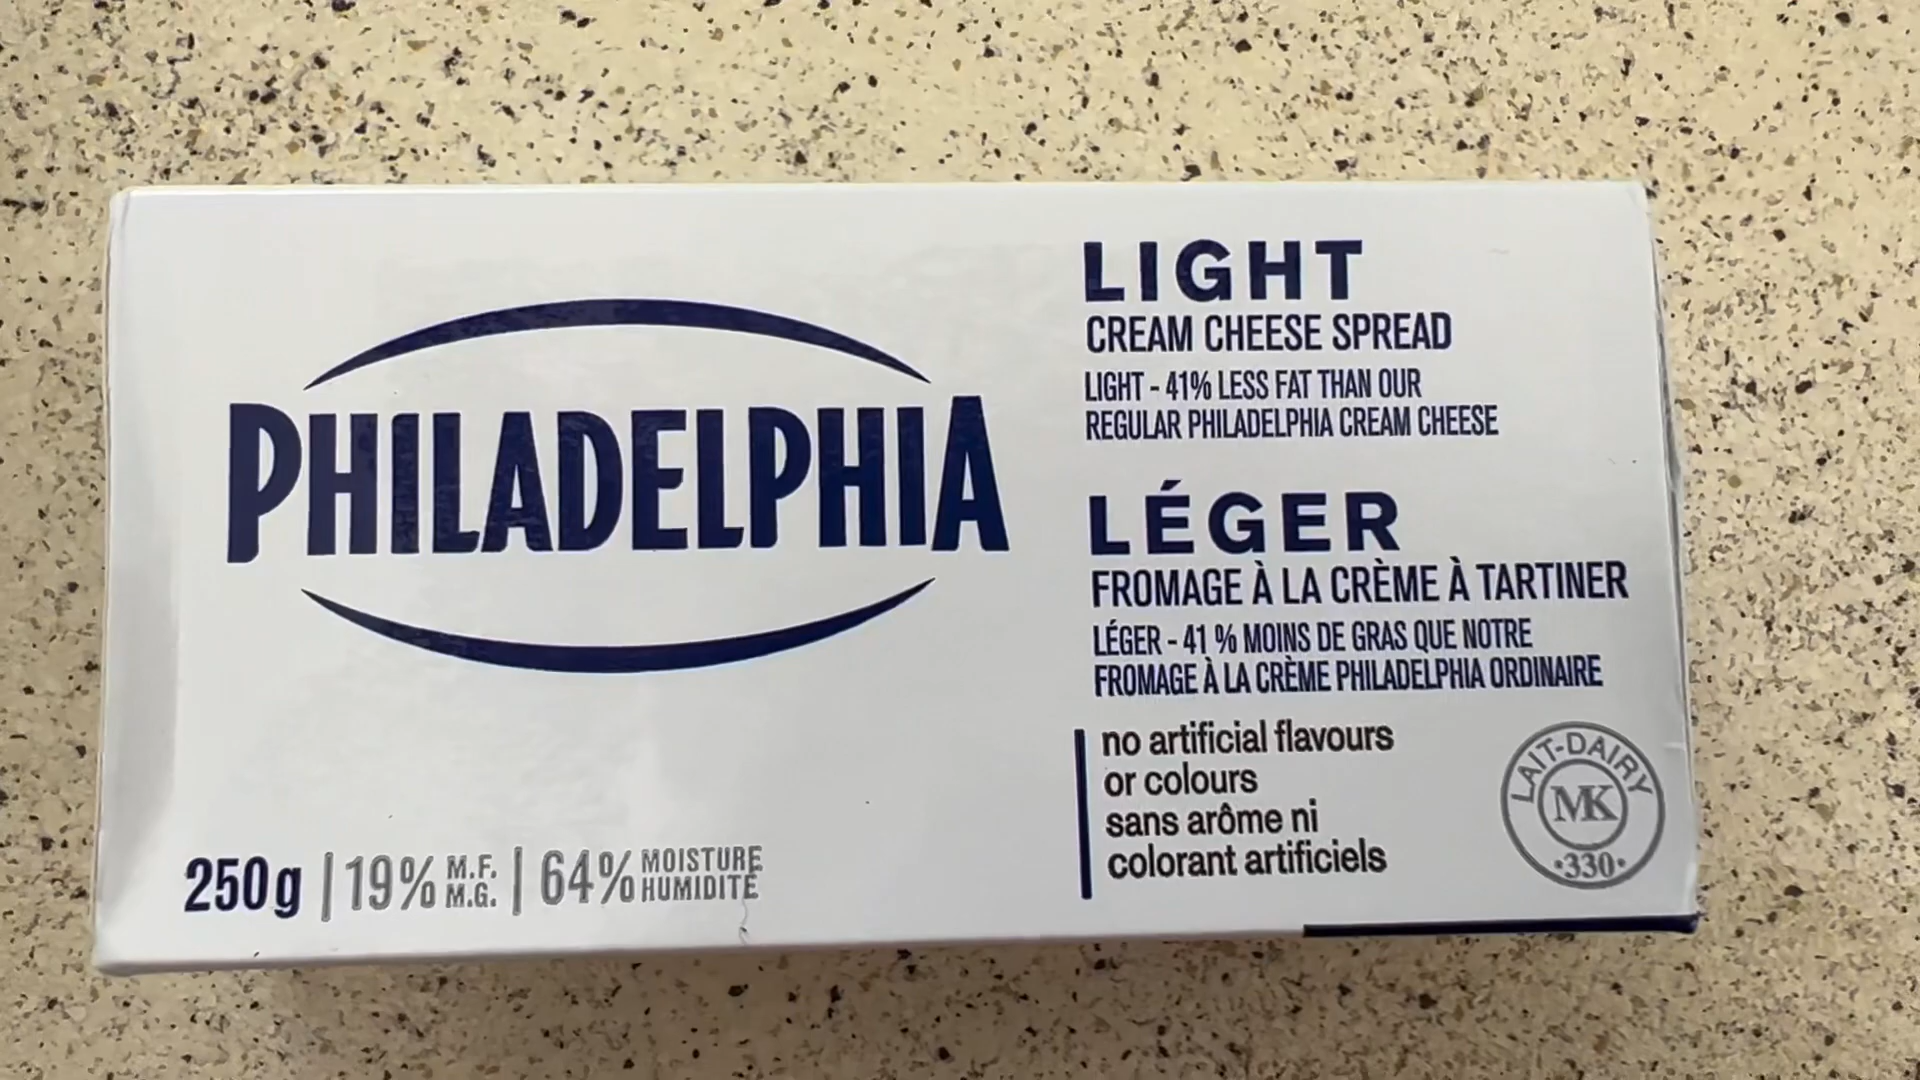 PHILADELPHIA
250g | 19% M.F. M.G. | 64% MOISTURE HUMIDITÉ
LIGHT
CREAM CHEESE SPREAD
LIGHT - 41% LESS FAT THAN OUR
REGULAR PHILADELPHIA CREAM CHEESE
LÉGER
FROMAGE À LA CRÈME À TARTINER
LÉGER - 41 % MOINS DE GRAS QUE NOTRE
FROMAGE À LA CRÈME PHILADELPHIA ORDINAIRE
no artificial flavours
or colours
sans arôme ni
colorant artificiels
LAIT-DAIRY
MK
•330•